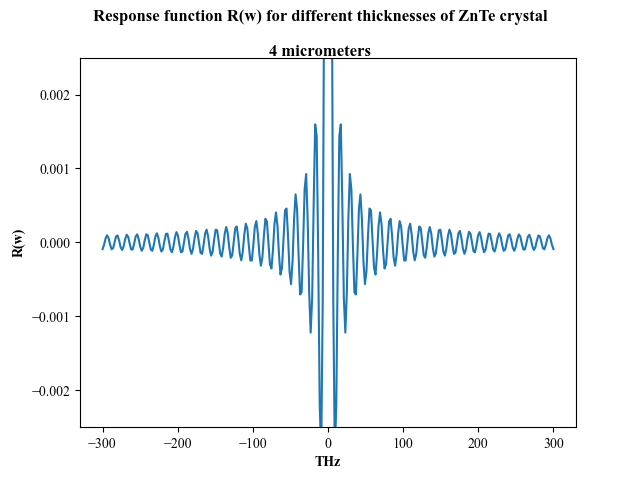 Response function R(w) for different thicknesses of ZnTe crystal
4 micrometers
0.002
0.001
0.000
−0.001
−0.002
R(w)
−300 −200 −100 0 100 200 300
THz